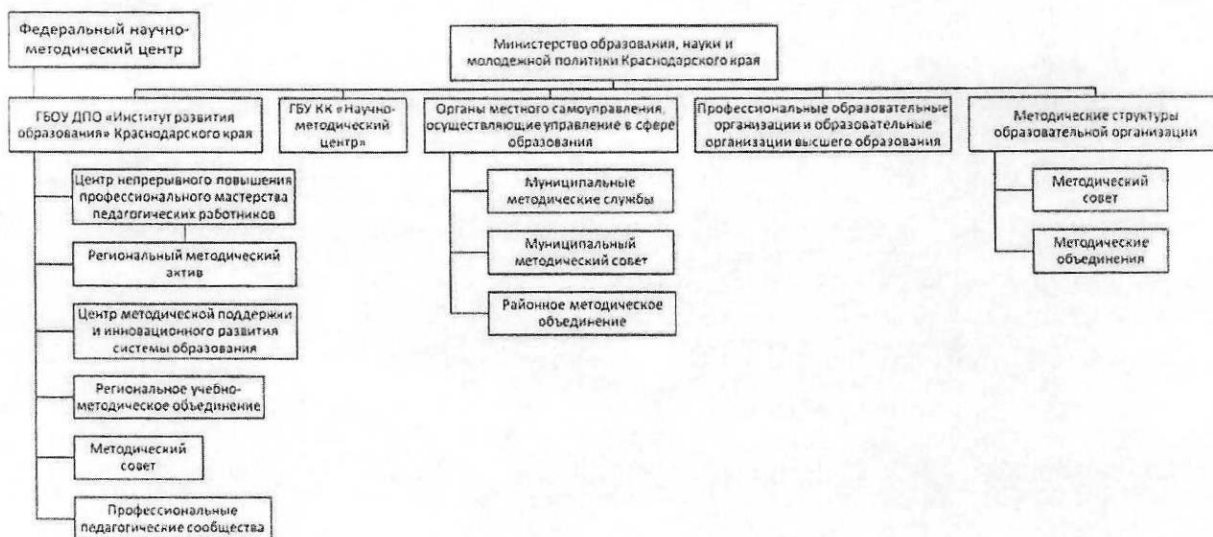 Федеральный научно-
методический центр
Министерство образования, науки и
молодежной политики Краснодарского края
ГБОУ ДПО «Институт развития
образования» Краснодарского края
ГБУ КК «Научно-
методический
центр»
Органы местного самоуправления,
осуществляющие управление в сфере
образования
Профессиональные образовательные
организации и образовательные
организации высшего образования
Методические структуры
образовательной организации
Центр непрерывного повышения
профессионального мастерства
педагогических работников
Региональный методический
актив
Центр методической поддержки
и инновационного развития
системы образования
Региональное учебно-
методическое объединение
Методический
совет
Профессиональные
педагогические сообщества
Муниципальные
методические службы
Муниципальный
методический совет
Районное методическое
объединение
Методический
совет
Методические
объединения